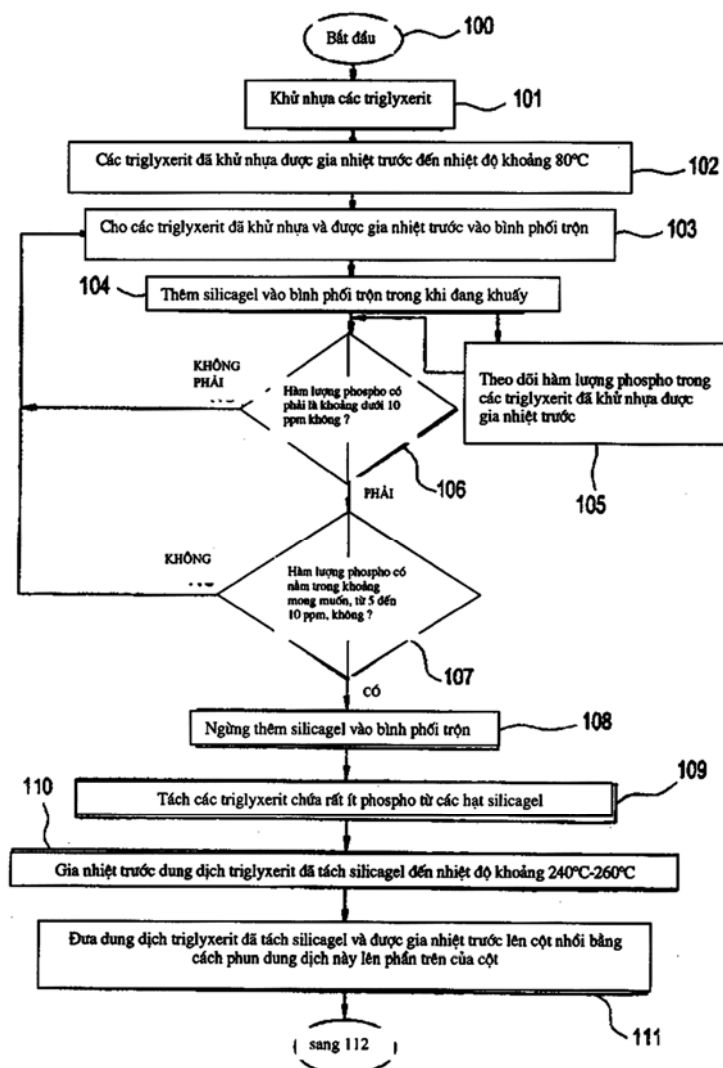 Bắt đầu
100
Khử nhựa các triglyxerit
101
Các triglyxerit đã khử nhựa được gia nhiệt trước đến nhiệt độ khoảng 80°C
102
Cho các triglyxerit đã khử nhựa và được gia nhiệt trước vào bình phối trộn
103
104
Thêm silicagel vào bình phối trộn trong khi đang khuấy
KHÔNG
PHẢI
Hàm lượng phospho có
phải là khoảng dưới 10
ppm không ?
106
Theo dõi hàm lượng phospho trong
các triglyxerit đã khử nhựa được
gia nhiệt trước
105
PHẢI
KHÔNG
Hàm lượng phospho có
nằm trong khoảng
mong muốn, từ 5 đến
10 ppm, không ?
107
CÓ
Ngừng thêm silicagel vào bình phối trộn
108
Tách các triglyxerit chứa rất ít phospho từ các hạt silicagel
109
110
Gia nhiệt trước dung dịch triglyxerit đã tách silicagel đến nhiệt độ khoảng 240°C-260°C
Đưa dung dịch triglyxerit đã tách silicagel và được gia nhiệt trước lên cột nhồi bằng
cách phun dung dịch này lên phần trên của cột
111
sang 112